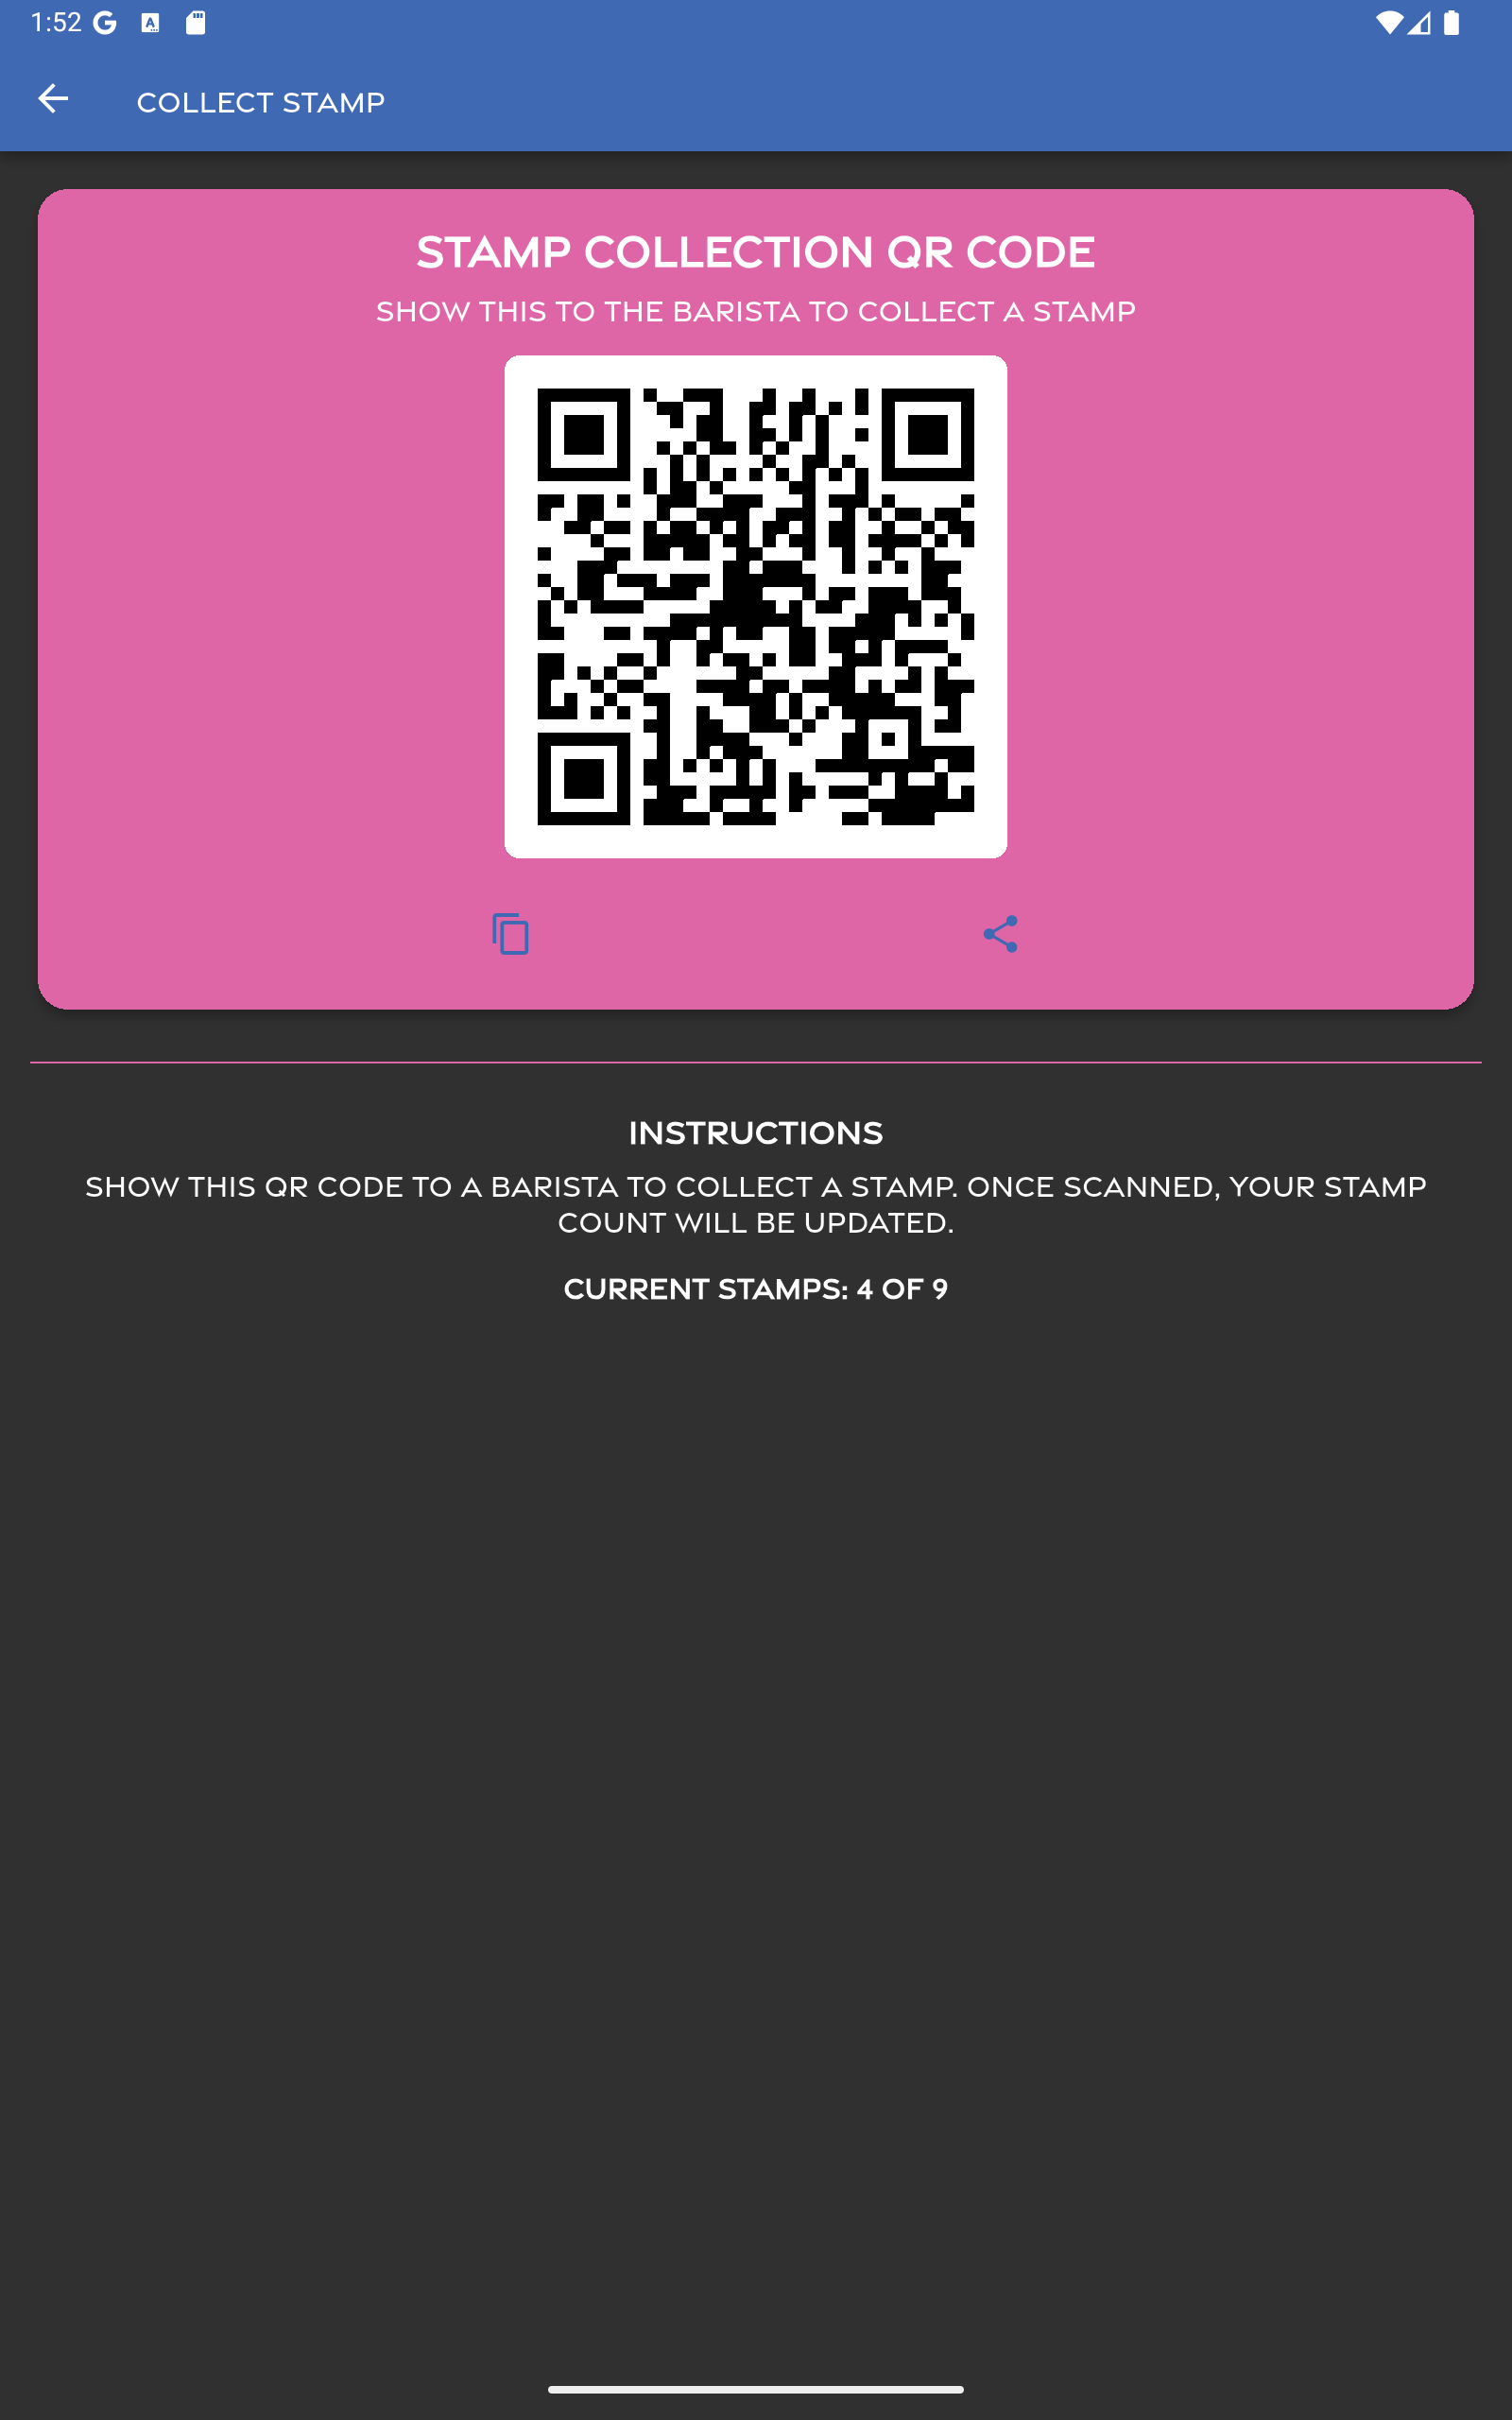 1:52
COLLECT STAMP
STAMP COLLECTION QR CODE
SHOW THIS TO THE BARISTA TO COLLECT A STAMP
INSTRUCTIONS
SHOW THIS QR CODE TO A BARISTA TO COLLECT A STAMP. ONCE SCANNED, YOUR STAMP
COUNT WILL BE UPDATED.
CURRENT STAMPS: 4 OF 9